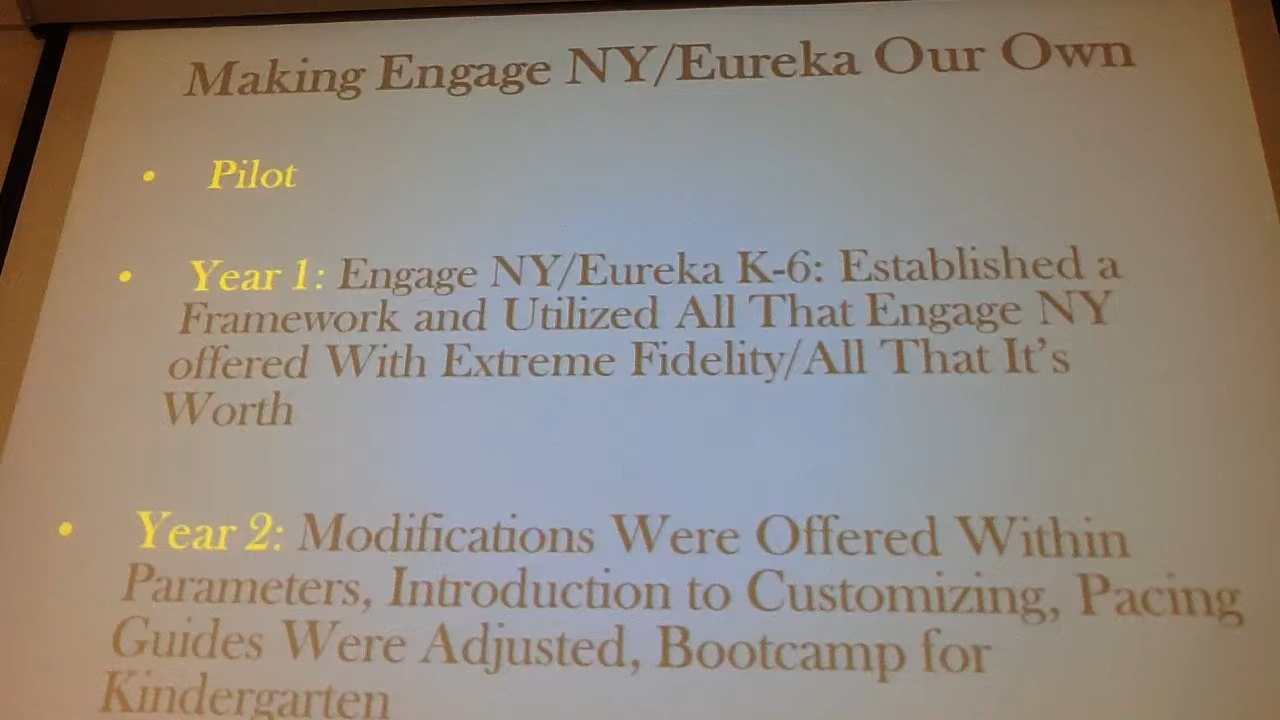 Making Engage NY/Eureka Our Own
• Pilot
• Year 1: Engage NY/Eureka K-6: Established a
Framework and Utilized All That Engage NY
offered With Extreme Fidelity/All That It's
Worth
• Year 2: Modifications Were Offered Within
Parameters, Introduction to Customizing, Pacing
Guides Were Adjusted, Bootcamp for
Kindergarten